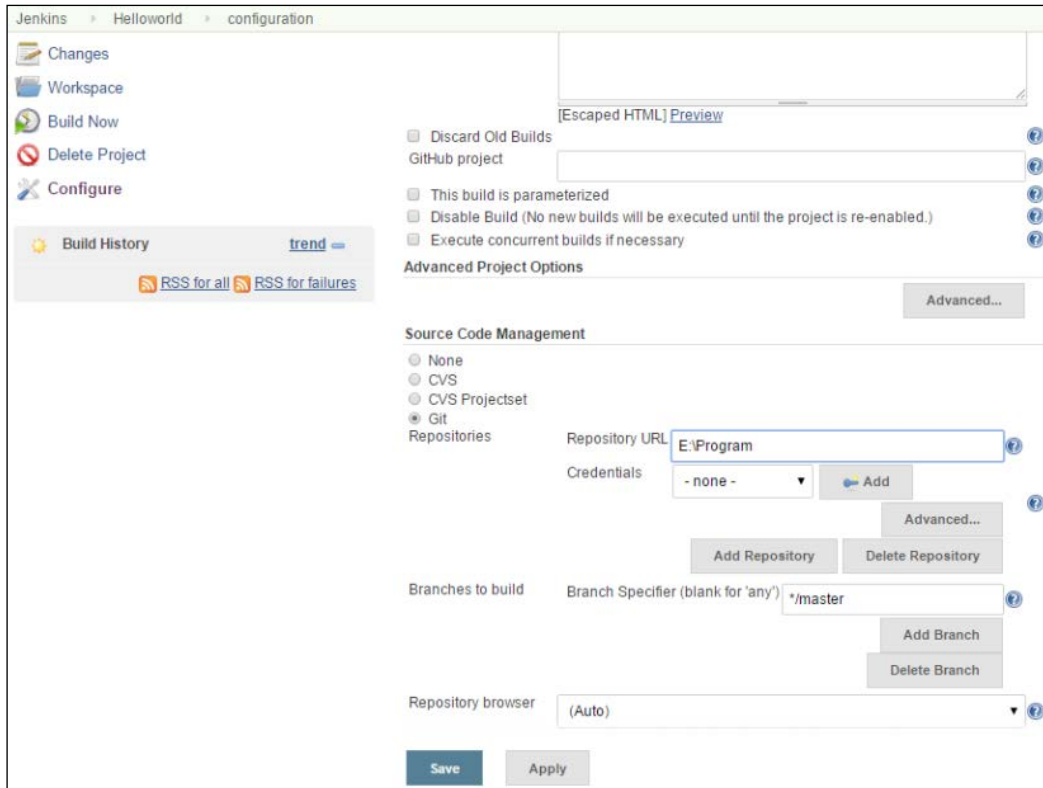 Jenkins Helloworld configuration
Changes
Workspace
Build Now
Delete Project
Configure
Build History trend
RSS for all RSS for failures
[Escaped HTML] Preview
Discard Old Builds
GitHub project
This build is parameterized
Disable Build (No new builds will be executed until the project is re-enabled.)
Execute concurrent builds if necessary
Advanced Project Options
Advanced...
Source Code Management
None
CVS
CVS Projectset
Git
Repositories Repository URL E:\Program
Credentials - none - Add
Advanced...
Add Repository Delete Repository
Branches to build Branch Specifier (blank for 'any') */master
Add Branch
Delete Branch
Repository browser (Auto)
Save Apply